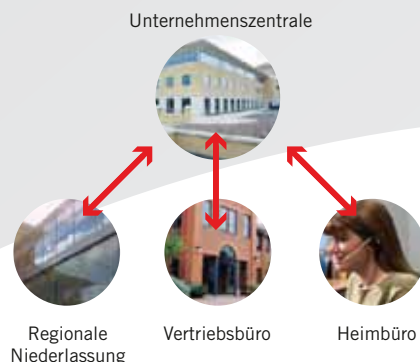 Unternehmenszentrale
Regionale
Niederlassung
Vertriebsbüro
Heimbüro